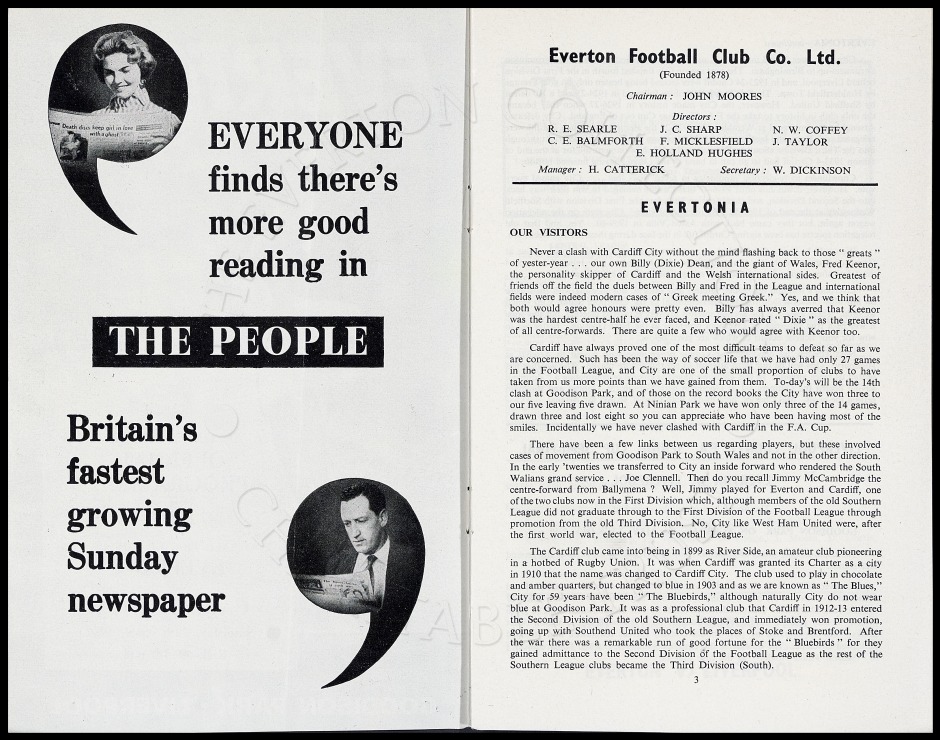 Death discs keep girl in love
with a ghost
EVERYONE
finds there's
more good
reading in
THE PEOPLE
Britain's
fastest
growing
Sunday
newspaper
Everton Football Club Co. Ltd.
(Founded 1878)
Chairman : JOHN MOORES
Directors :
R. E. SEARLE J. C. SHARP N. W. COFFEY
C. E. BALMFORTH F. MICKLESFIELD J. TAYLOR
E. HOLLAND HUGHES
Manager : H. CATTERICK Secretary : W. DICKINSON
EVERTONIA
OUR VISITORS
Never a clash with Cardiff City without the mind flashing back to those " greats "
of yester-year . . . our own Billy (Dixie) Dean, and the giant of Wales, Fred Keenor,
the personality skipper of Cardiff and the Welsh international sides. Greatest of
friends off the field the duels between Billy and Fred in the League and international
fields were indeed modern cases of " Greek meeting Greek." Yes, and we think that
both would agree honours were pretty even. Billy has always averred that Keenor
was the hardest centre-half he ever faced, and Keenor rated " Dixie " as the greatest
of all centre-forwards. There are quite a few who would agree with Keenor too.
Cardiff have always proved one of the most difficult teams to defeat so far as we
are concerned. Such has been the way of soccer life that we have had only 27 games
in the Football League, and City are one of the small proportion of clubs to have
taken from us more points than we have gained from them. To-day's will be the 14th
clash at Goodison Park, and of those on the record books the City have won three to
our five leaving five drawn. At Ninian Park we have won only three of the 14 games,
drawn three and lost eight so you can appreciate who have been having most of the
smiles. Incidentally we have never clashed with Cardiff in the F.A. Cup.
There have been a few links between us regarding players, but these involved
cases of movement from Goodison Park to South Wales and not in the other direction.
In the early 'twenties we transferred to City an inside forward who rendered the South
Walians grand service . . . Joe Clennell. Then do you recall Jimmy McCambridge the
centre-forward from Ballymena ? Well, Jimmy played for Everton and Cardiff, one
of the two clubs now in the First Division which, although members of the old Southern
League did not graduate through to the First Division of the Football League through
promotion from the old Third Division. No, City like West Ham United were, after
the first world war, elected to the Football League.
The Cardiff club came into being in 1899 as River Side, an amateur club pioneering
in a hotbed of Rugby Union. It was when Cardiff was granted its Charter as a city
in 1910 that the name was changed to Cardiff City. The club used to play in chocolate
and amber quarters, but changed to blue in 1903 and as we are known as " The Blues,"
City for 59 years have been " The Bluebirds," although naturally City do not wear
blue at Goodison Park. It was as a professional club that Cardiff in 1912-13 entered
the Second Division of the old Southern League, and immediately won promotion,
going up with Southend United who took the places of Stoke and Brentford. After
the war there was a remarkable run of good fortune for the " Bluebirds " for they
gained admittance to the Second Division of the Football League as the rest of the
Southern League clubs became the Third Division (South).
3